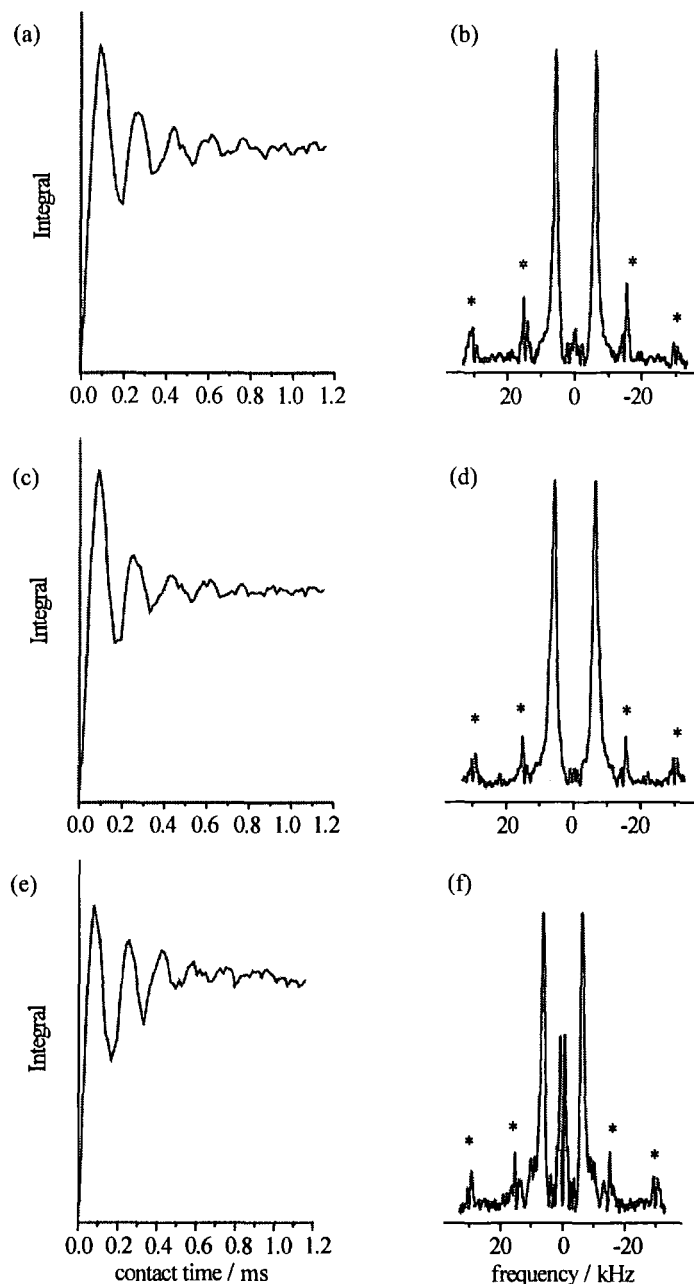 (a)
(b)
Integral
* * * *
0.0 0.2 0.4 0.6 0.8 1.0 1.2
20 0 -20
(c)
(d)
Integral
* * * *
0.0 0.2 0.4 0.6 0.8 1.0 1.2
20 0 -20
(e)
(f)
Integral
* * * *
0.0 0.2 0.4 0.6 0.8 1.0 1.2
20 0 -20
contact time / ms
frequency / kHz